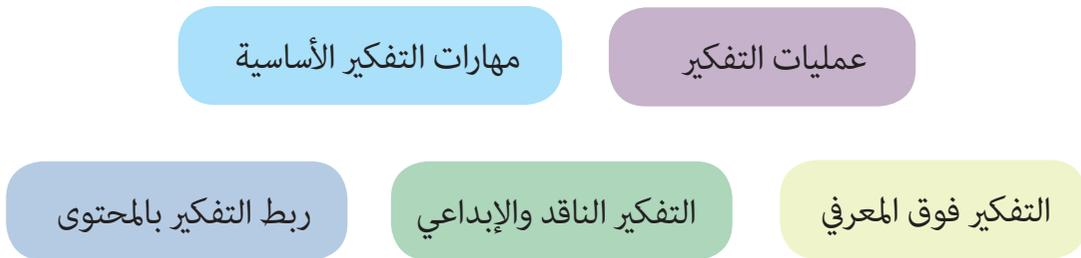 عمليات التفكير
مهارات التفكير الأساسية
التفكير فوق المعرفي
التفكير الناقد والإبداعي
ربط التفكير بالمحتوى